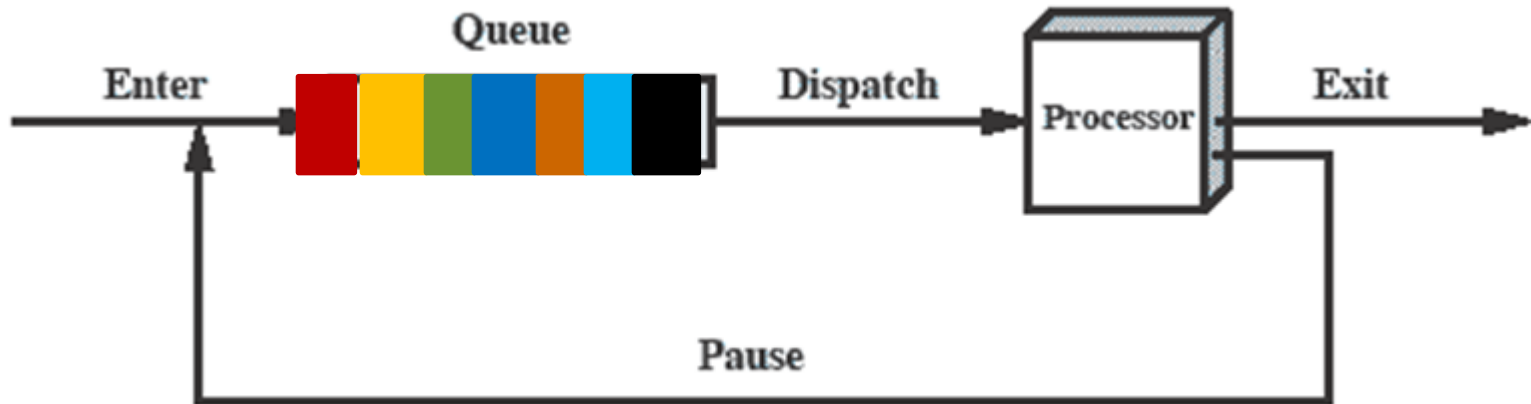 Queue
Enter
Dispatch
Processor
Exit
Pause